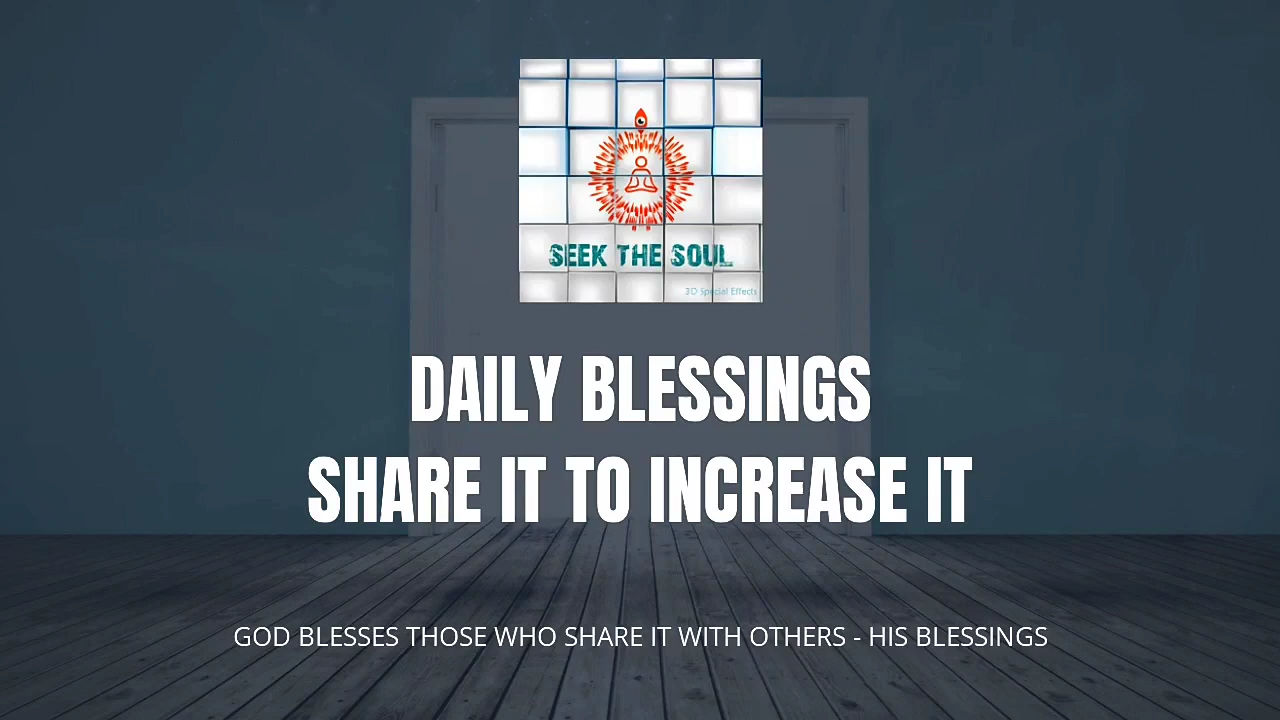 SEEK THE SOUL
3D Special Effects
DAILY BLESSINGS
SHARE IT TO INCREASE IT
GOD BLESSES THOSE WHO SHARE IT WITH OTHERS - HIS BLESSINGS